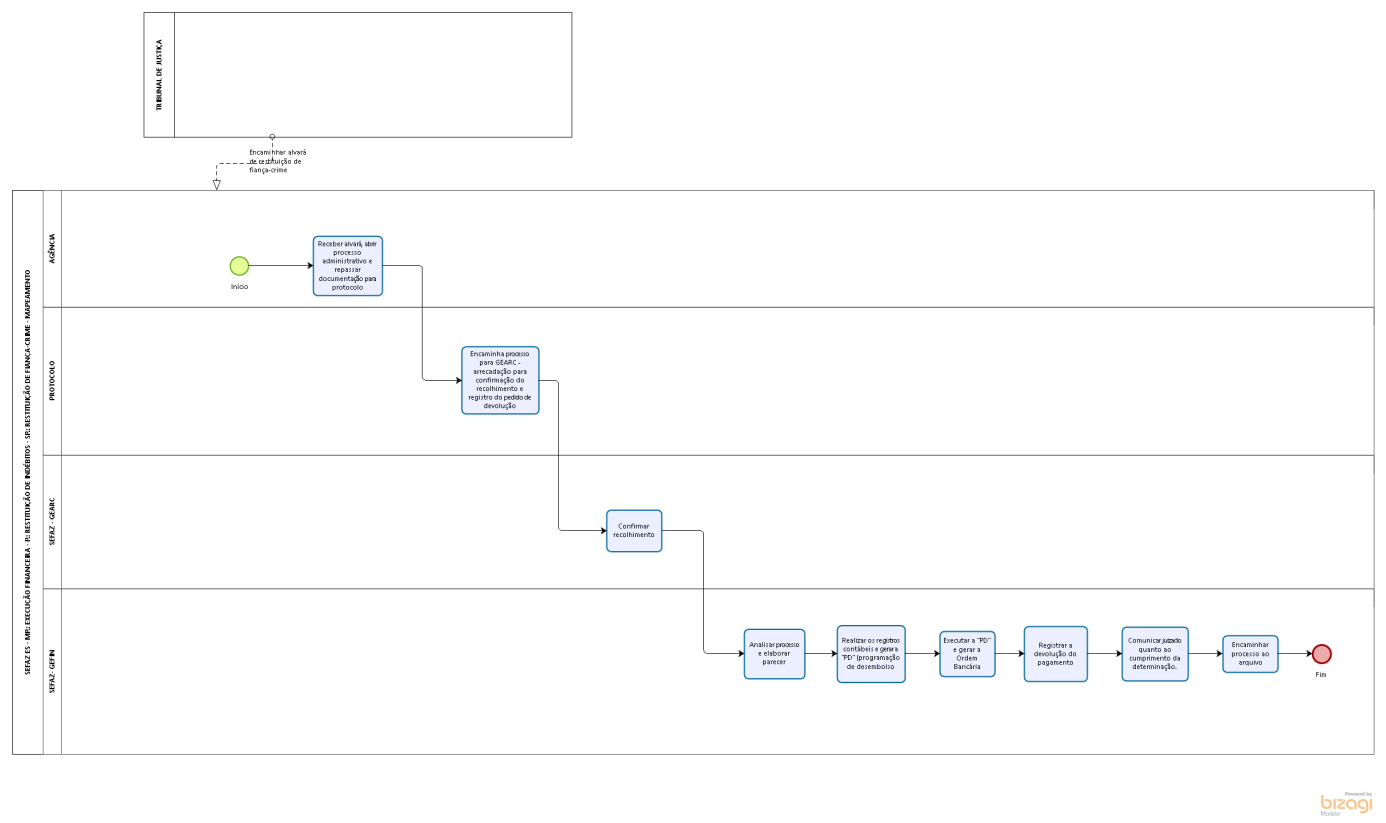 TRIBUNAL DE JUSTIÇA
Encaminhar alvará
de restituição de
fiança-crime
SEFAZ ES - MP.: EXECUÇÃO FINANCEIRA - P.: RESTITUIÇÃO DE INDÉBITOS - SP.: RESTITUIÇÃO DE FIANÇA-CRIME - MAPEAMENTO
AGÊNCIA
Início
Receber alvará, abrir
processo
administrativo e
repassar
documentação para
protocolo
PROTOCOLO
Encaminha processo
para GEARC -
arrecadação para
confirmação do
recolhimento e
registro do pedido de
devolução
SEFAZ - GEARC
Confirmar
recolhimento
SEFAZ - GEFIN
Analisar processo
e elaborar
parecer
Realizar os registros
contábeis e gerar a
"PD" (programação
de desembolso
Executar a "PD"
e gerar a
Ordem
Bancária
Registrar a
devolução do
pagamento
Comunicar juizado
quanto ao
cumprimento da
determinação.
Encaminhar
processo ao
arquivo
Fim
Powered by
bizagi
Modeler